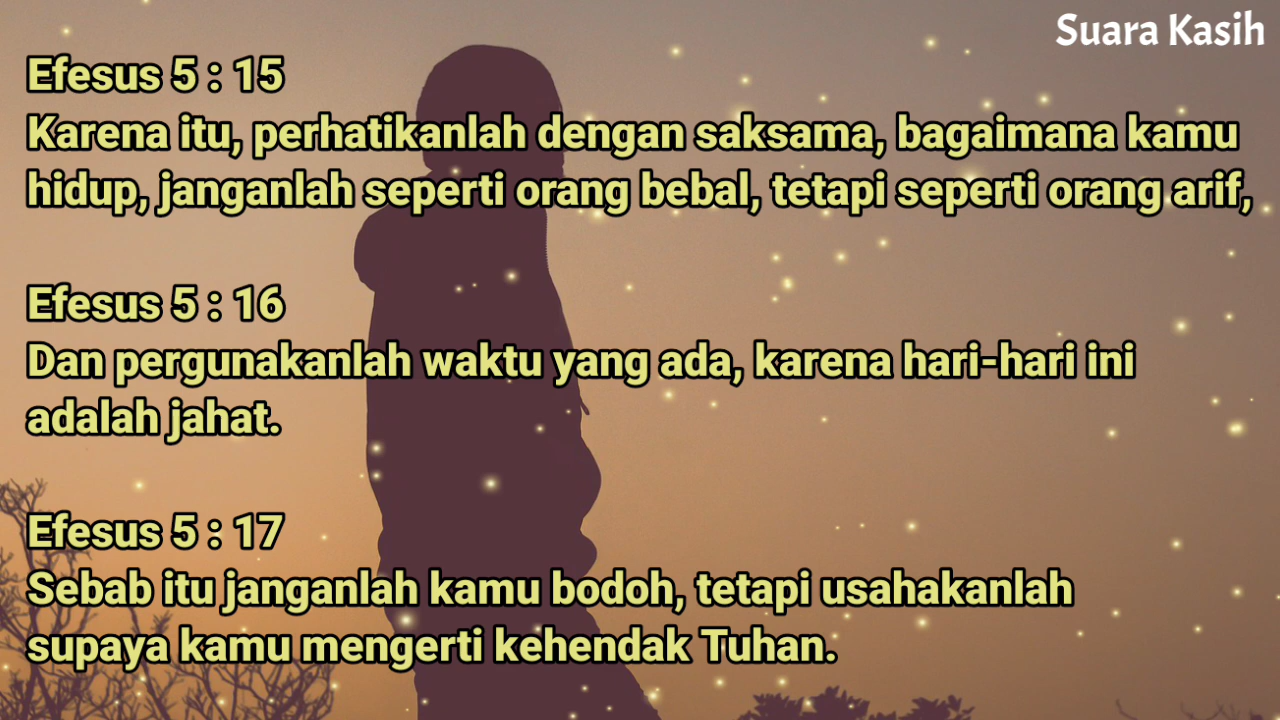 Suara Kasih
Efesus 5 : 15
Karena itu, perhatikanlah dengan saksama, bagaimana kamu
hidup, janganlah seperti orang bebal, tetapi seperti orang arif,
Efesus 5 : 16
Dan pergunakanlah waktu yang ada, karena hari-hari ini
adalah jahat.
Efesus 5 : 17
Sebab itu janganlah kamu bodoh, tetapi usahakanlah
supaya kamu mengerti kehendak Tuhan.